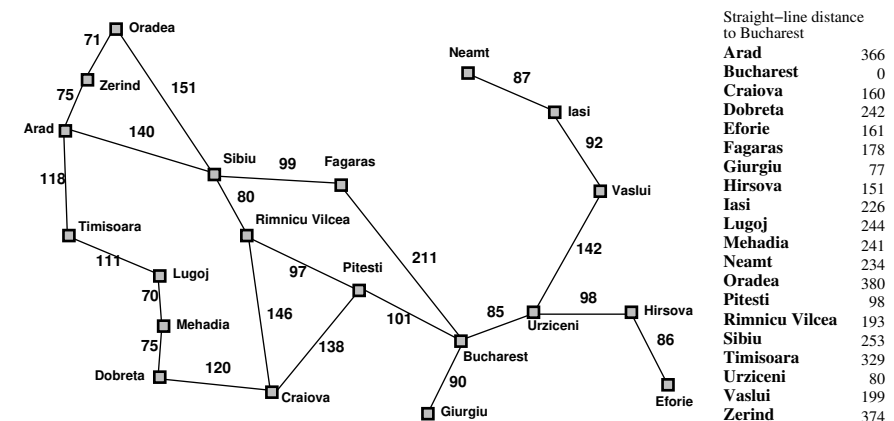 Oradea
71
Neamt
Zerind
87
151
75
Iasi
Arad
140
92
Sibiu
99
Fagaras
118
80
Vaslui
Timisoara
Rimnicu Vilcea
142
111
Lugoj
97
Pitesti
211
70
98
Hirsova
85
146
101
Urziceni
Mehadia
86
75
138
Bucharest
120
Dobreta
90
Craiova
Eforie
Giurgiu
Straight−line distance
to Bucharest
Arad 366
Bucharest 0
Craiova 160
Dobreta 242
Eforie 161
Fagaras 178
Giurgiu 77
Hirsova 151
Iasi 226
Lugoj 244
Mehadia 241
Neamt 234
Oradea 380
Pitesti 98
Rimnicu Vilcea 193
Sibiu 253
Timisoara 329
Urziceni 80
Vaslui 199
Zerind 374